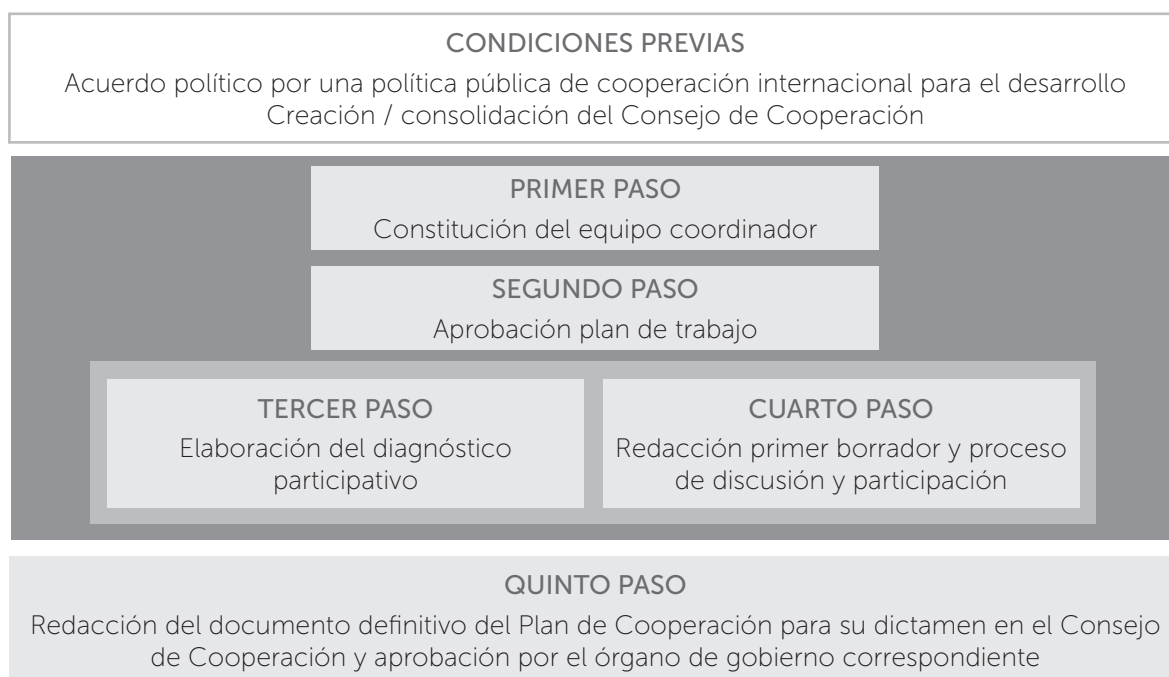 CONDICIONES PREVIAS
Acuerdo político por una política pública de cooperación internacional para el desarrollo
Creación / consolidación del Consejo de Cooperación
PRIMER PASO
Constitución del equipo coordinador
SEGUNDO PASO
Aprobación plan de trabajo
TERCER PASO
Elaboración del diagnóstico
participativo
CUARTO PASO
Redacción primer borrador y proceso
de discusión y participación
QUINTO PASO
Redacción del documento definitivo del Plan de Cooperación para su dictamen en el Consejo
de Cooperación y aprobación por el órgano de gobierno correspondiente